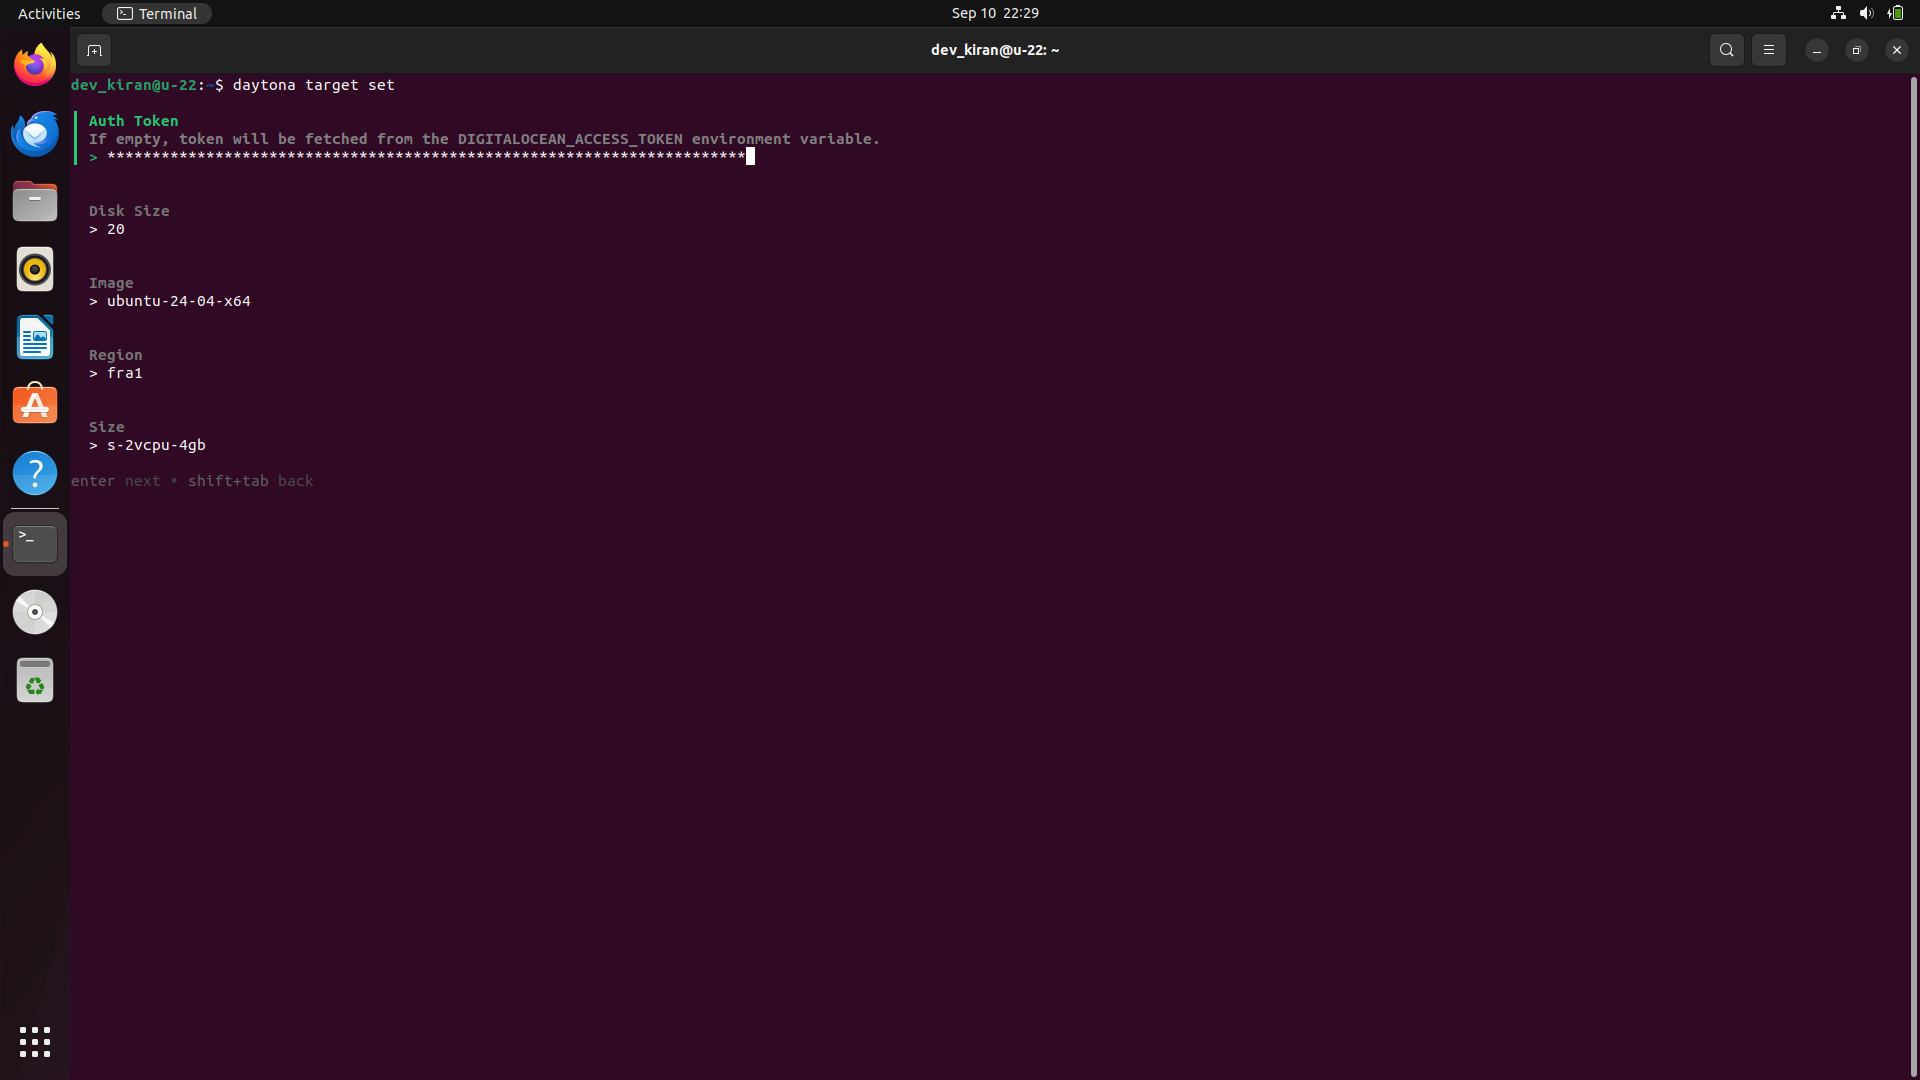 Activities
Terminal
Sep 10 22:29
dev_kiran@u-22: ~
dev_kiran@u-22:~$ daytona target set
Auth Token
If empty, token will be fetched from the DIGITALOCEAN_ACCESS_TOKEN environment variable.
> ***********************************************************************
Disk Size
> 20
Image
> ubuntu-24-04-x64
Region
> fra1
Size
> s-2vcpu-4gb
enter next • shift+tab back